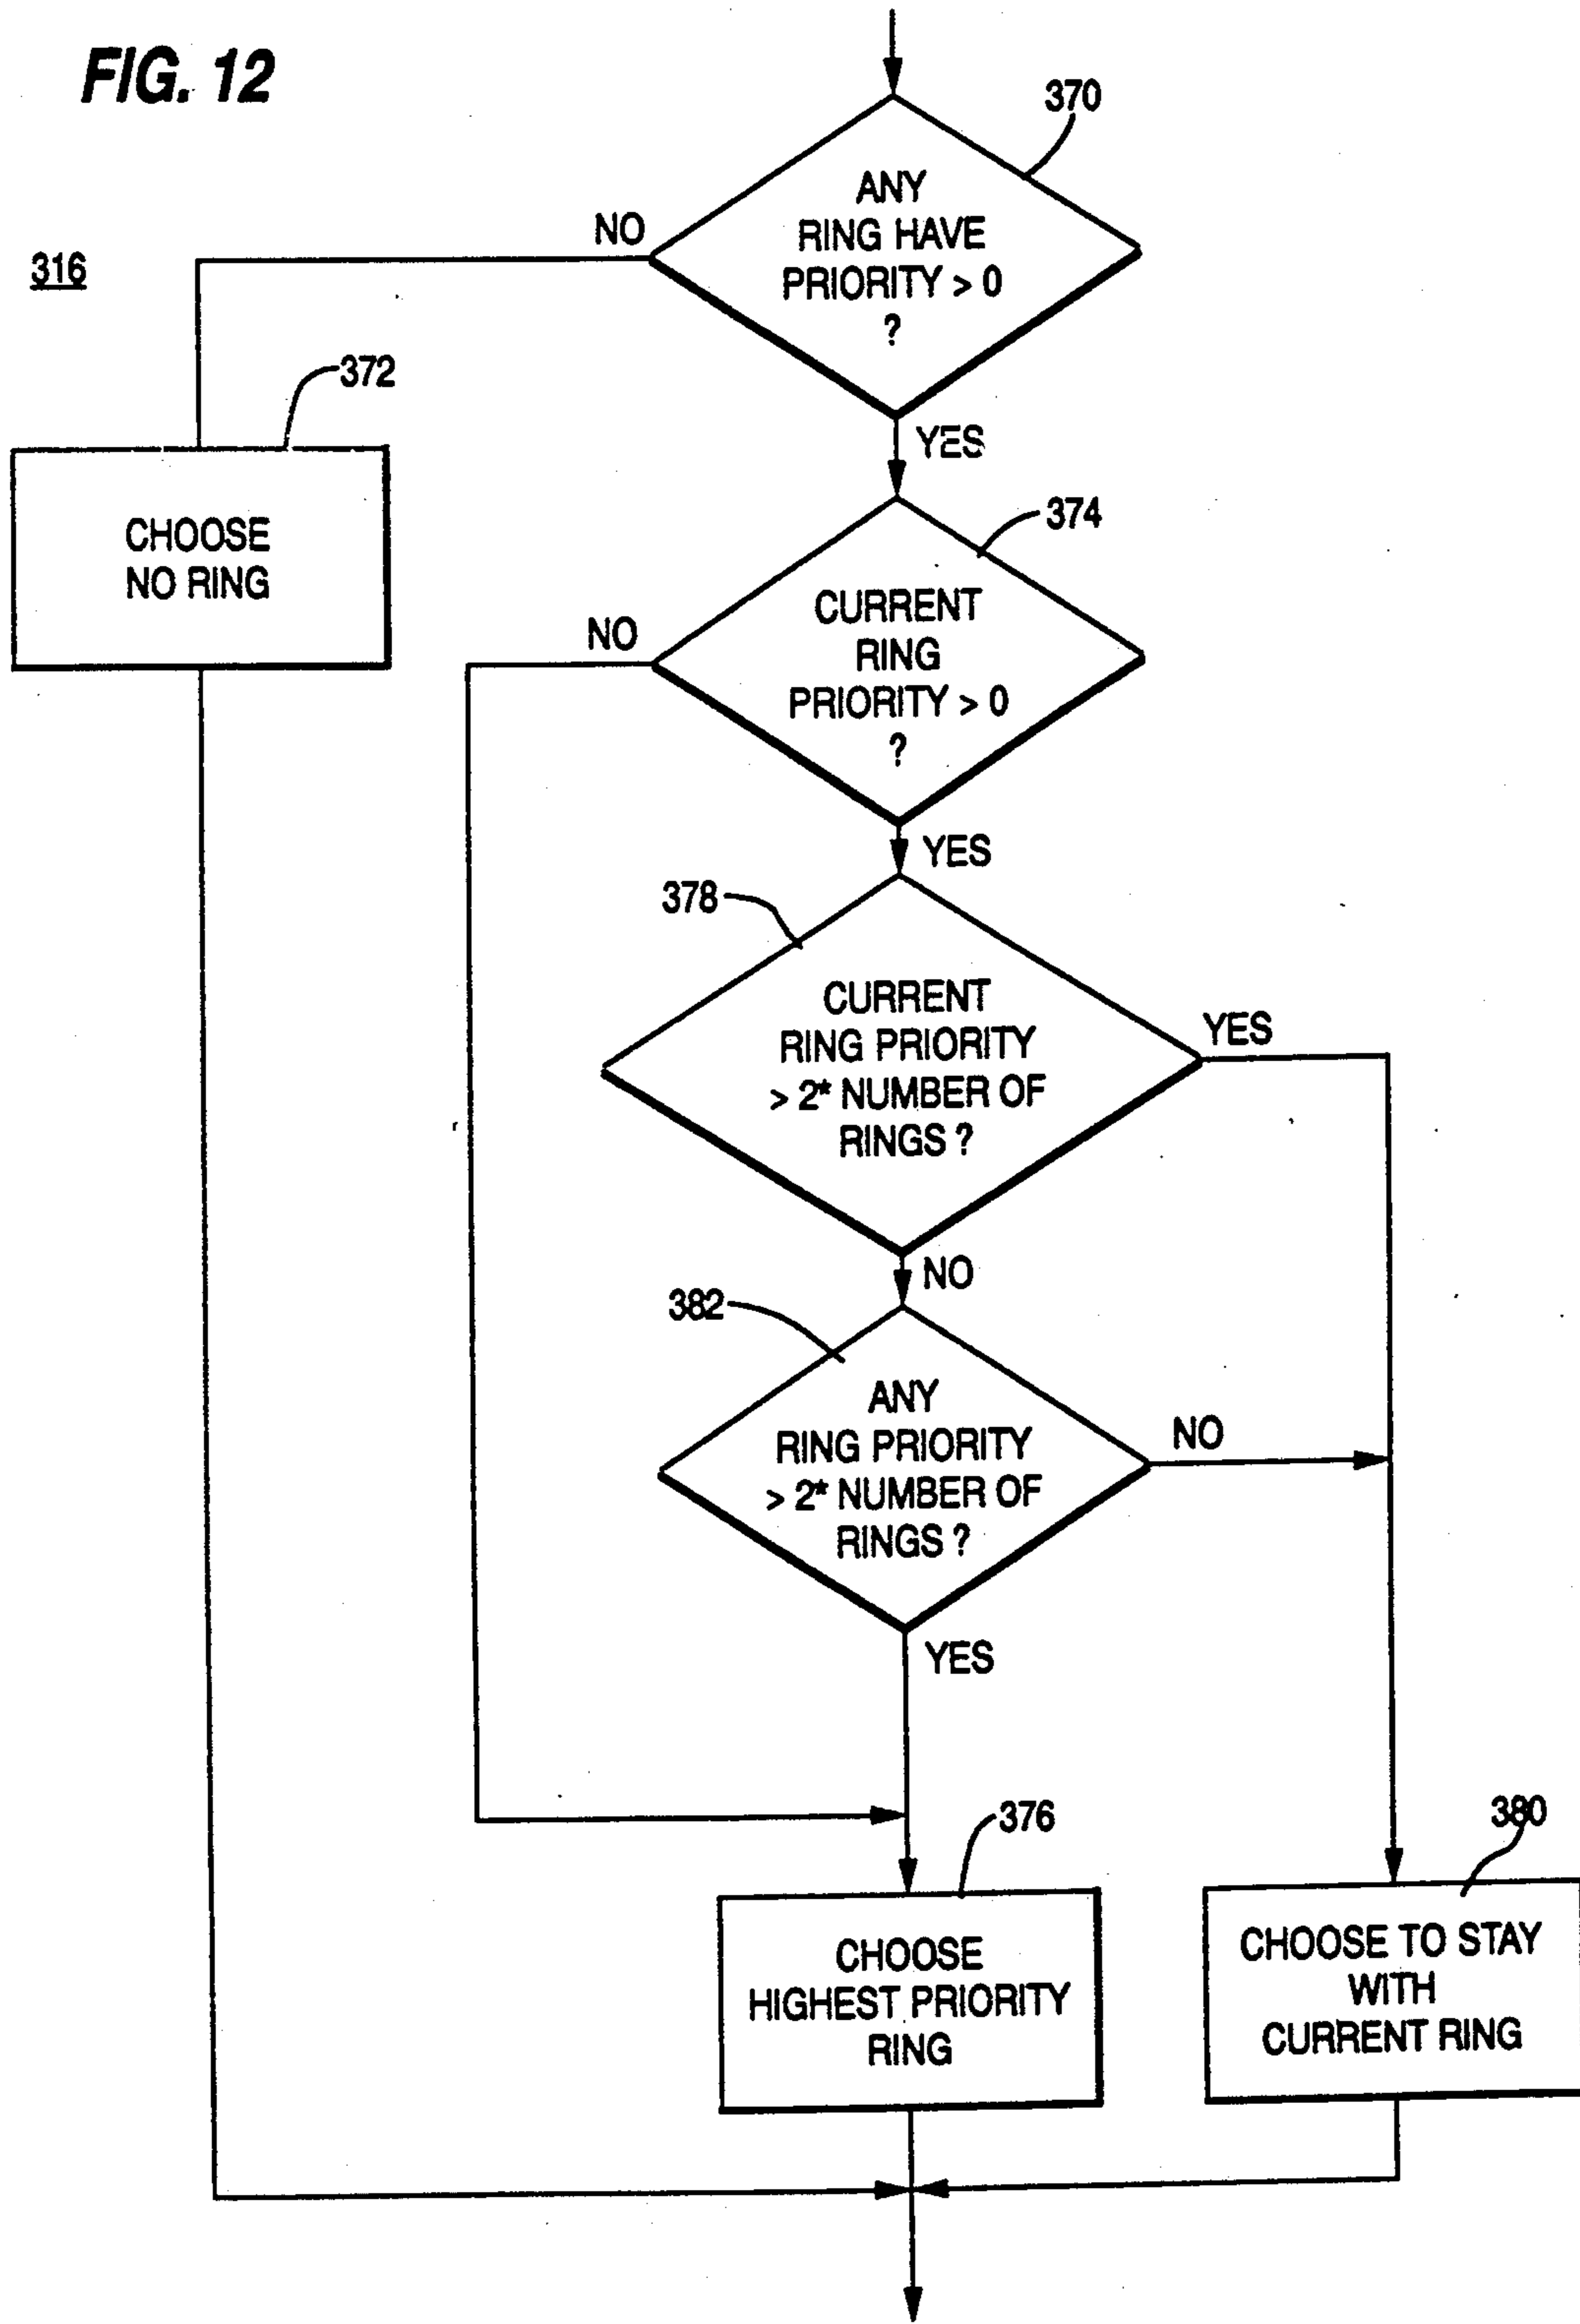 FIG. 12
370
ANY
RING HAVE
PRIORITY > 0
?
NO
316
372
YES
CHOOSE
NO RING
374
CURRENT
RING
PRIORITY > 0
?
NO
YES
378
CURRENT
RING PRIORITY
> 2* NUMBER OF
RINGS ?
YES
NO
382
ANY
RING PRIORITY
> 2* NUMBER OF
RINGS ?
NO
YES
376
380
CHOOSE
HIGHEST PRIORITY
RING
CHOOSE TO STAY
WITH
CURRENT RING